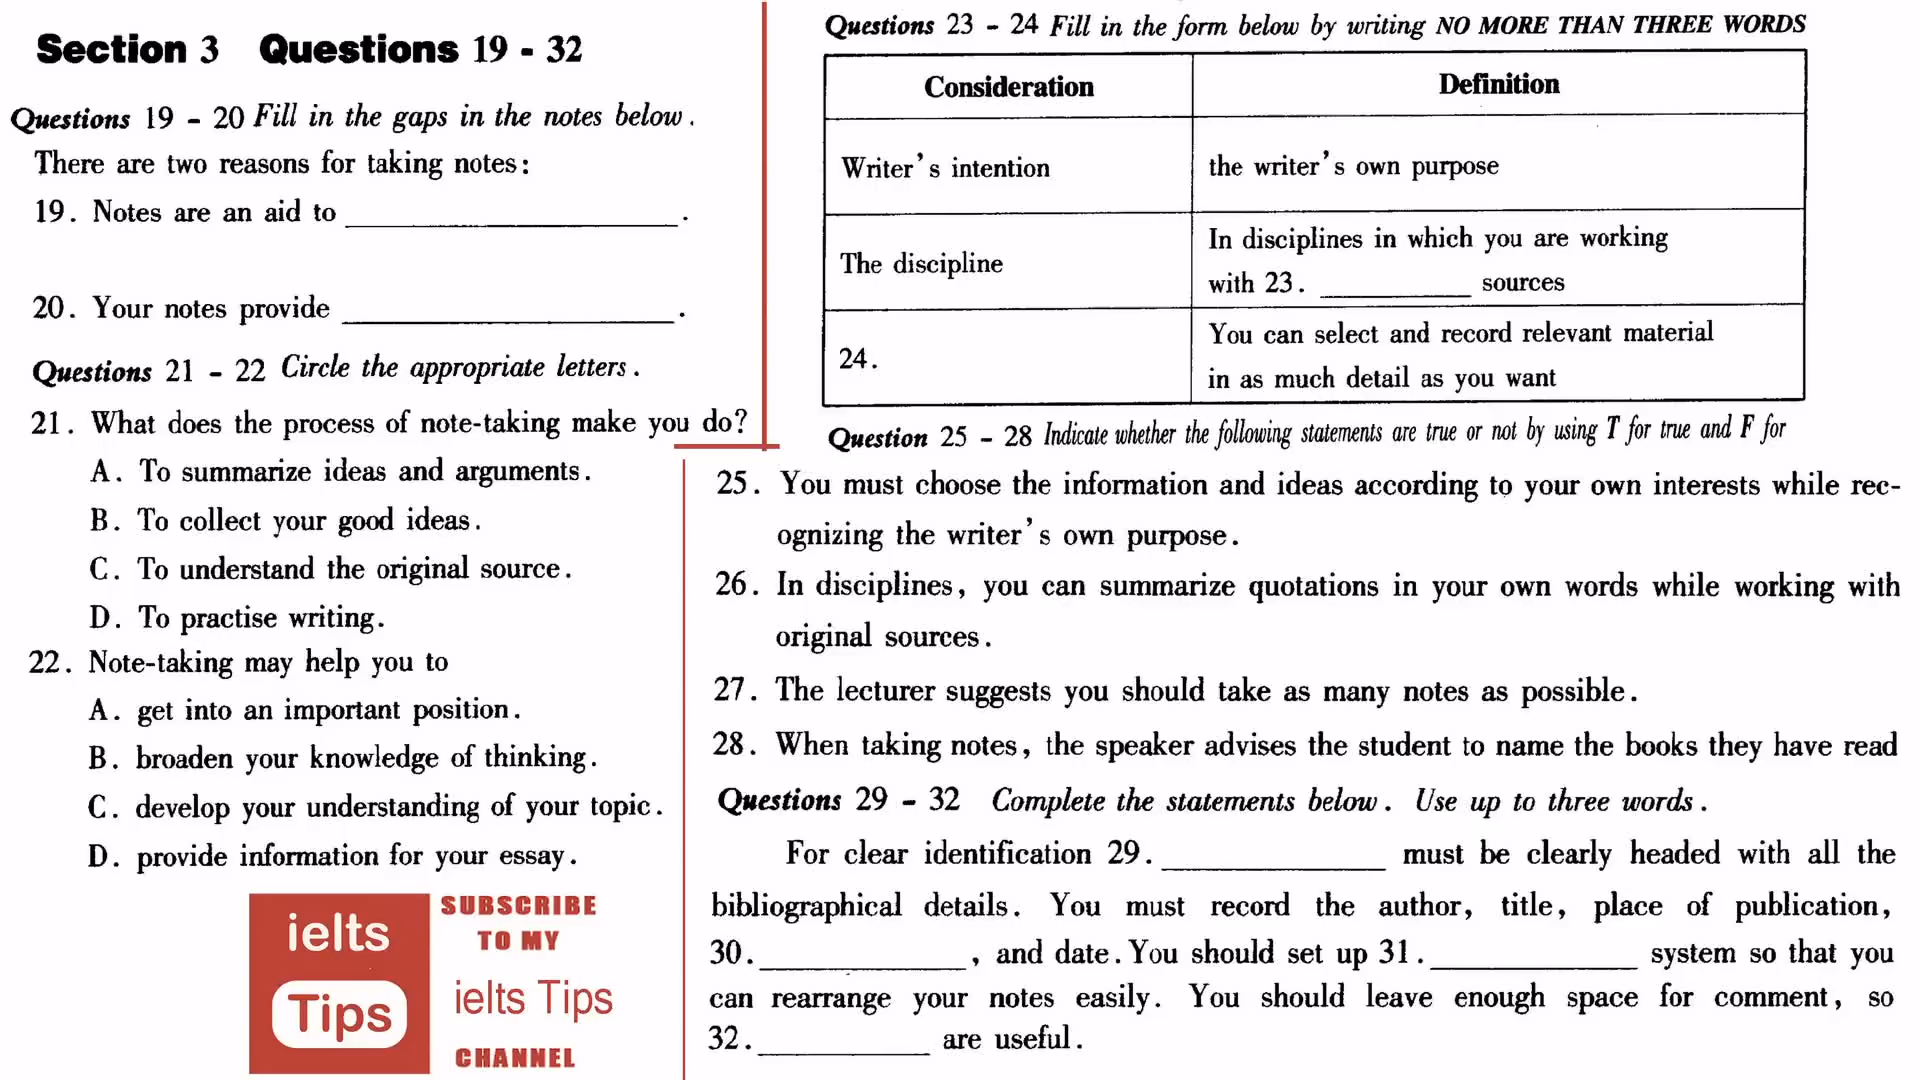 Section 3 Questions 19 - 32
Questions 19 - 20 Fill in the gaps in the notes below.
There are two reasons for taking notes:
19. Notes are an aid to ____________.
20. Your notes provide ____________.
Questions 21 - 22 Circle the appropriate letters.
21. What does the process of note-taking make you do?
A. To summarize ideas and arguments.
B. To collect your good ideas.
C. To understand the original source.
D. To practise writing.
22. Note-taking may help you to
A. get into an important position.
B. broaden your knowledge of thinking.
C. develop your understanding of your topic.
D. provide information for your essay.
ielts
Tips
SUBSCRIBE
TO MY
ielts Tips
CHANNEL
Questions 23 - 24 Fill in the form below by writing NO MORE THAN THREE WORDS
Consideration
Definition
Writer's intention
the writer's own purpose
The discipline
In disciplines in which you are working
with 23. ________ sources
24.
You can select and record relevant material
in as much detail as you want
Question 25 - 28 Indicate whether the following statements are true or not by using T for true and F for
25. You must choose the information and ideas according to your own interests while rec-
ognizing the writer's own purpose.
26. In disciplines, you can summarize quotations in your own words while working with
original sources.
27. The lecturer suggests you should take as many notes as possible.
28. When taking notes, the speaker advises the student to name the books they have read
Questions 29 - 32 Complete the statements below. Use up to three words.
For clear identification 29. ____________ must be clearly headed with all the
bibliographical details. You must record the author, title, place of publication,
30. ____________, and date. You should set up 31. ____________ system so that you
can rearrange your notes easily. You should leave enough space for comment, so
32. ____________ are useful.